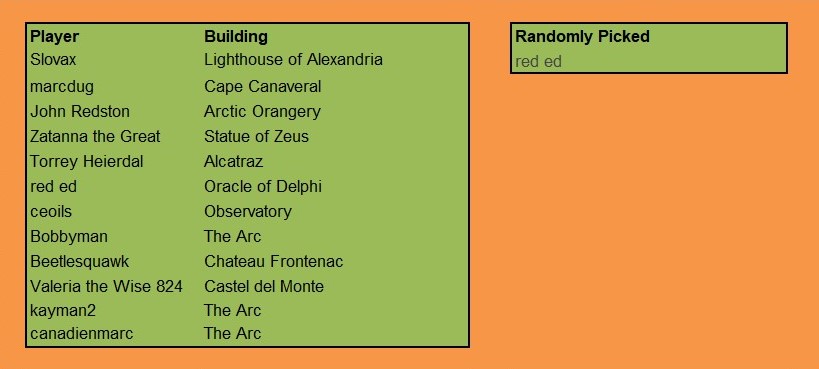 Player Building
Slovax Lighthouse of Alexandria
marcdug Cape Canaveral
John Redston Arctic Orangery
Zatanna the Great Statue of Zeus
Torrey Heierdal Alcatraz
red ed Oracle of Delphi
ceoils Observatory
Bobbyman The Arc
Beetlesquawk Chateau Frontenac
Valeria the Wise 824 Castel del Monte
kayman2 The Arc
canadienmarc The Arc
Randomly Picked
red ed